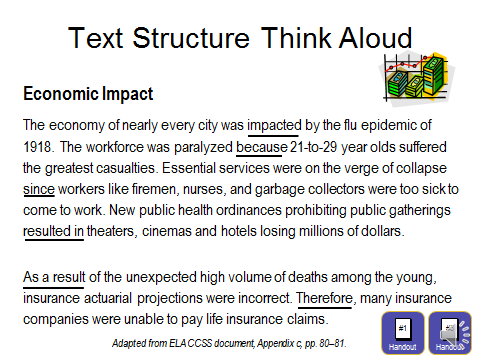 Text Structure Think Aloud
Economic Impact
The economy of nearly every city was impacted by the flu epidemic of
1918. The workforce was paralyzed because 21-to-29 year olds suffered
the greatest casualties. Essential services were on the verge of collapse
since workers like firemen, nurses, and garbage collectors were too sick to
come to work. New public health ordinances prohibiting public gatherings
resulted in theaters, cinemas and hotels losing millions of dollars.
As a result of the unexpected high volume of deaths among the young,
insurance actuarial projections were incorrect. Therefore, many insurance
companies were unable to pay life insurance claims.
Adapted from ELA CCSS document, Appendix c, pp. 80–81.
#1
Handout